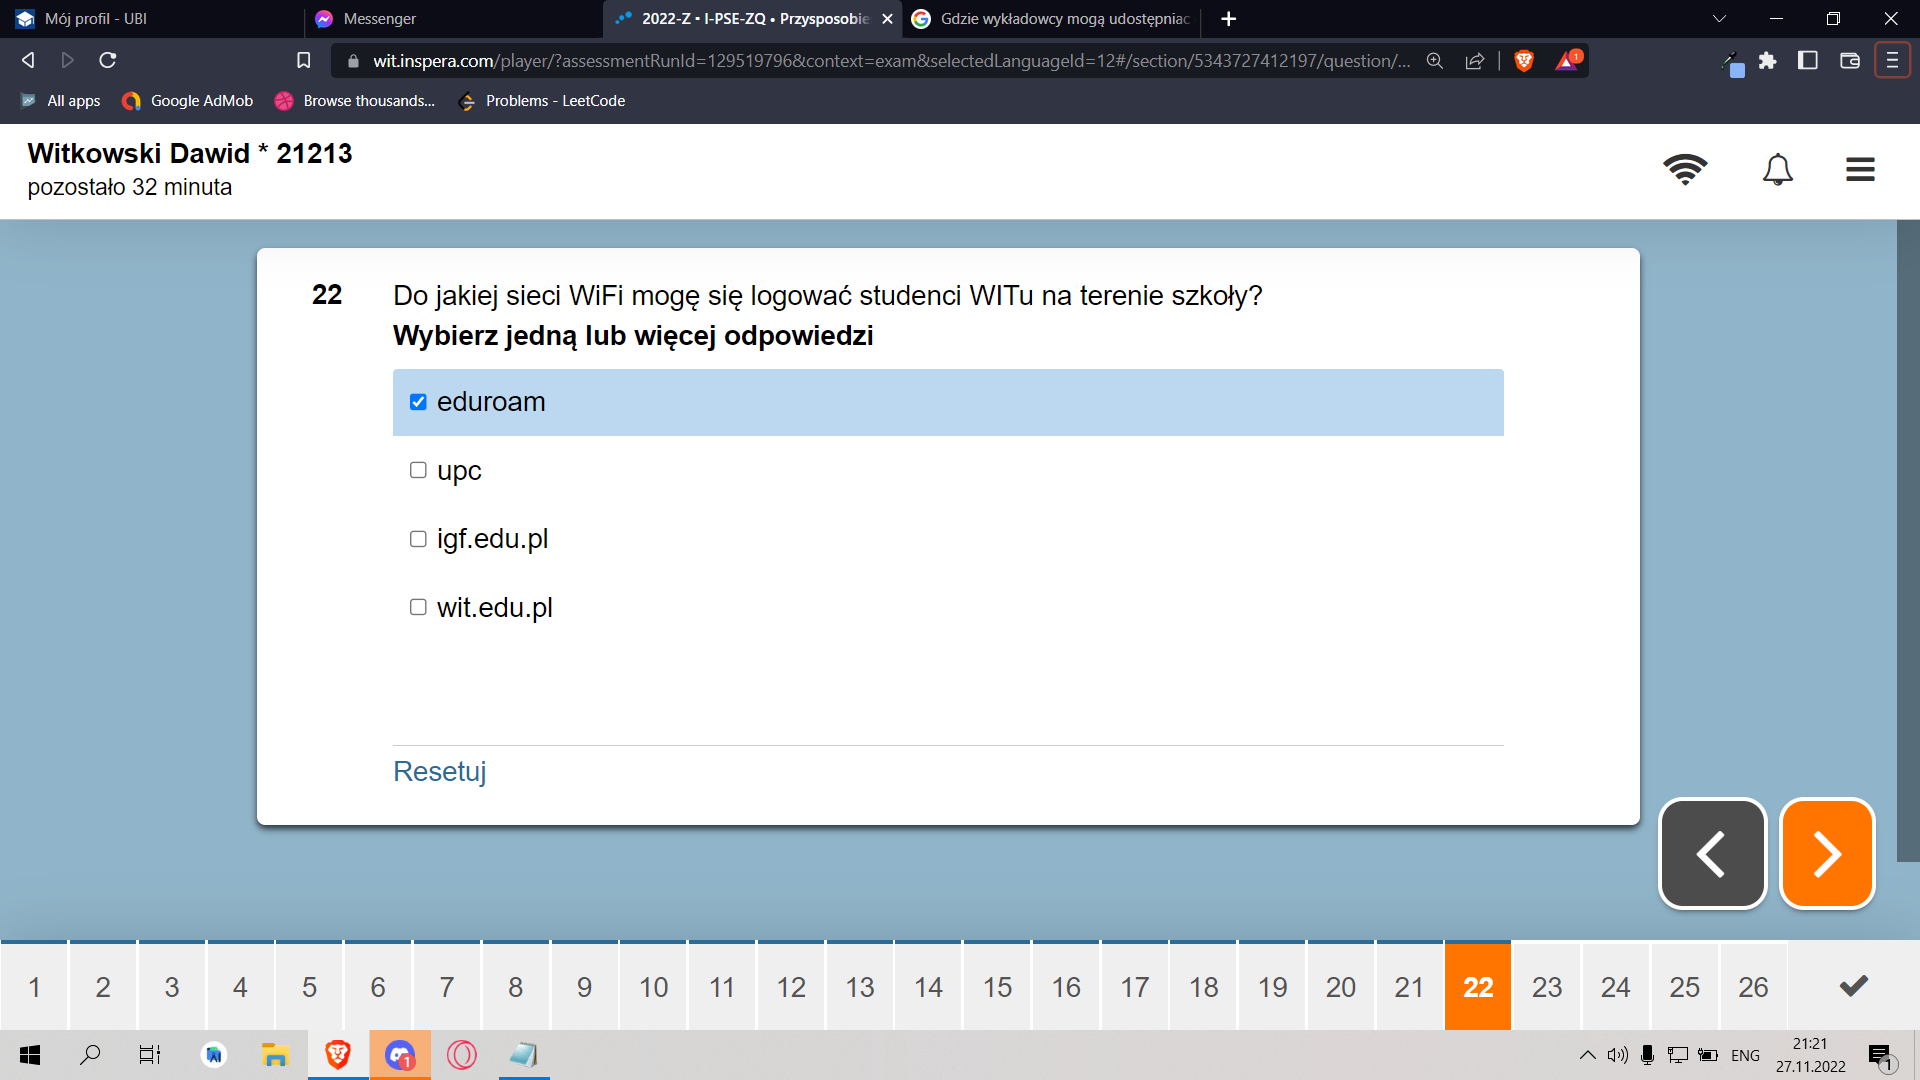 Mój profil - UBI
Messenger
2022-Z • I-PSE-ZQ • Przysposobie
Gdzie wykładowcy mogą udostępniac
wit.inspera.com/player/?assessmentRunId=129519796&context=exam&selectedLanguageId=12#/section/5343727412197/question/...
1
All apps
Google AdMob
Browse thousands...
Problems - LeetCode
Witkowski Dawid * 21213
pozostało 32 minuta
22
Do jakiej sieci WiFi mogę się logować studenci WITu na terenie szkoły?
Wybierz jedną lub więcej odpowiedzi
eduroam
upc
igf.edu.pl
wit.edu.pl
Resetuj
1 2 3 4 5 6 7 8 9 10 11 12 13 14 15 16 17 18 19 20 21 22 23 24 25 26
1
ENG
21:21
27.11.2022
1